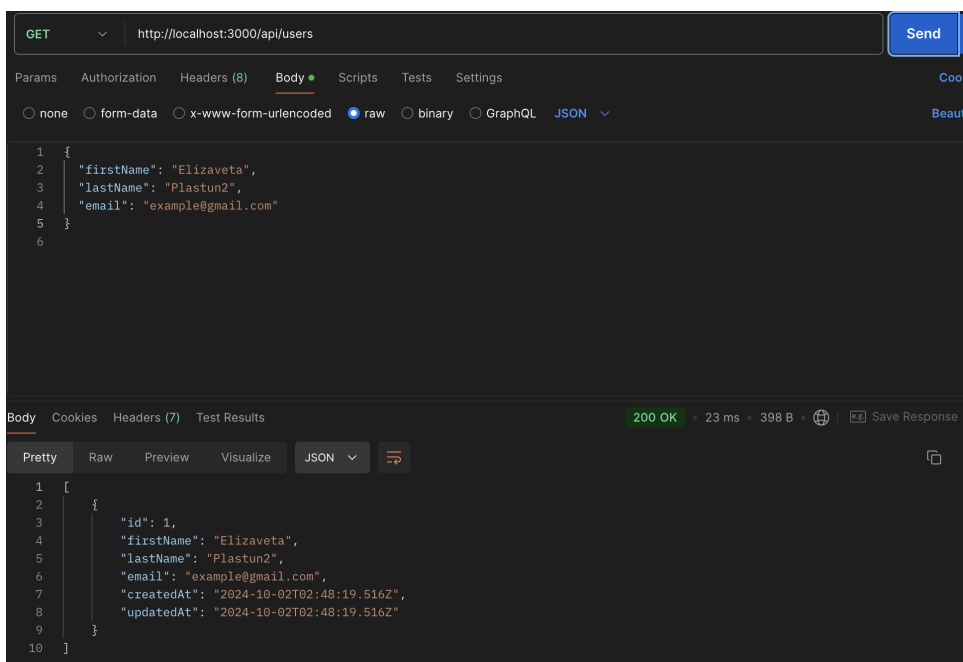 GET http://localhost:3000/api/users Send
Params Authorization Headers (8) Body Scripts Tests Settings Coo
none form-data x-www-form-urlencoded raw binary GraphQL JSON Beaut
1 {
2 "firstName": "Elizaveta",
3 "lastName": "Plastun2",
4 "email": "example@gmail.com"
5 }
6
Body Cookies Headers (7) Test Results 200 OK 23 ms 398 B e.g. Save Response
Pretty Raw Preview Visualize JSON
1 [
2 {
3 "id": 1,
4 "firstName": "Elizaveta",
5 "lastName": "Plastun2",
6 "email": "example@gmail.com",
7 "createdAt": "2024-10-02T02:48:19.516Z",
8 "updatedAt": "2024-10-02T02:48:19.516Z"
9 }
10 ]